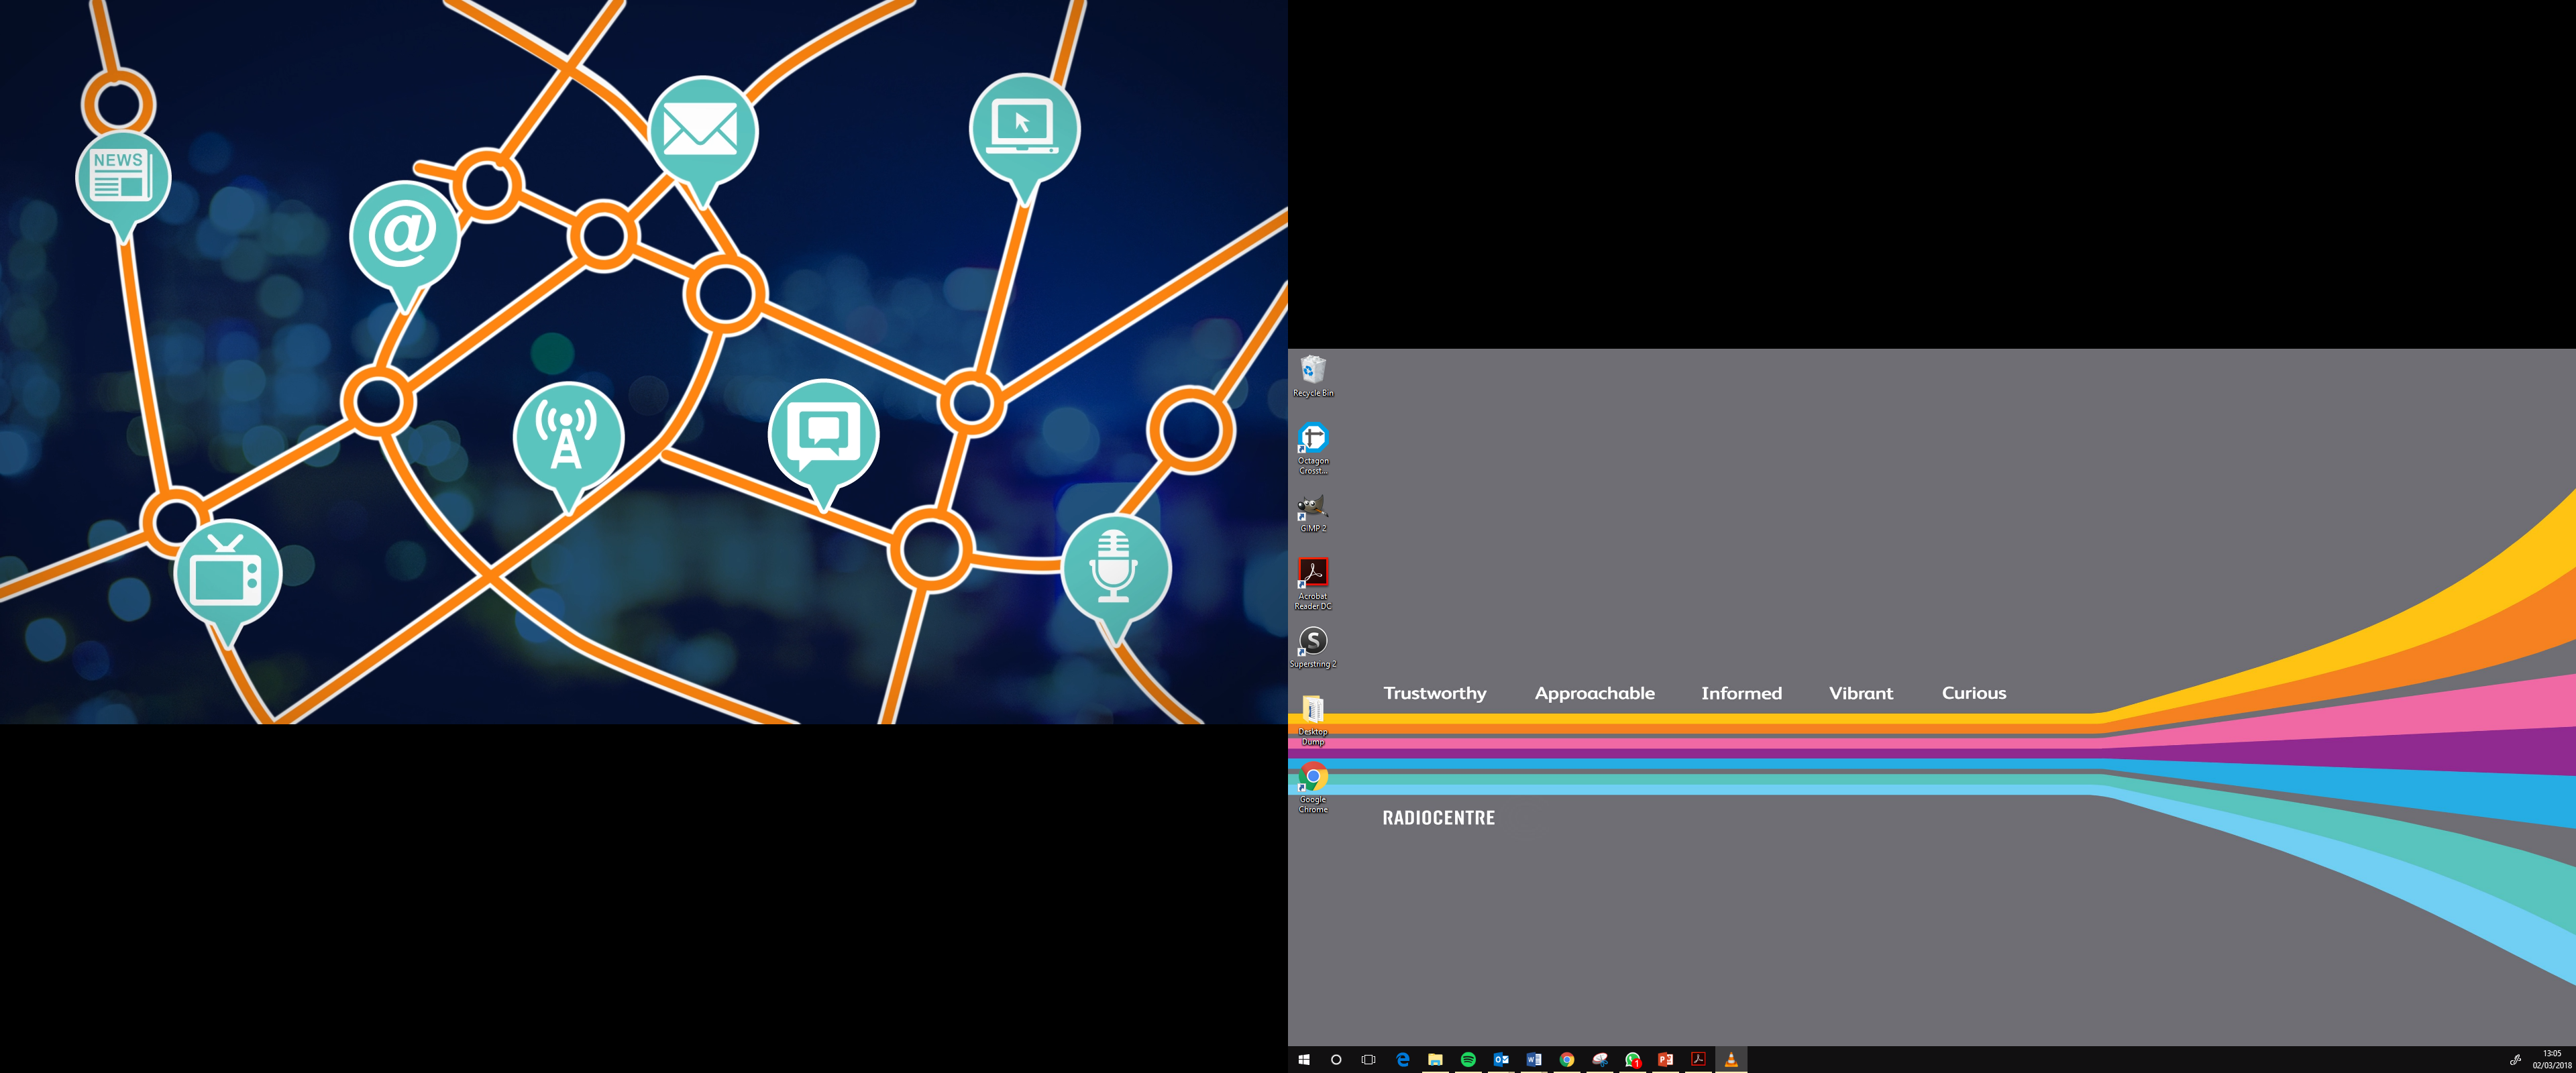 NEWS
@
A
Recycle Bin
Octagon
Crosst...
GIMP 2
Acrobat
Reader DC
S
Superstring 2
Trustworthy Approachable Informed Vibrant Curious
Desktop
Dump
Google
Chrome
RADIOCENTRE
1
13:05
02/03/2018